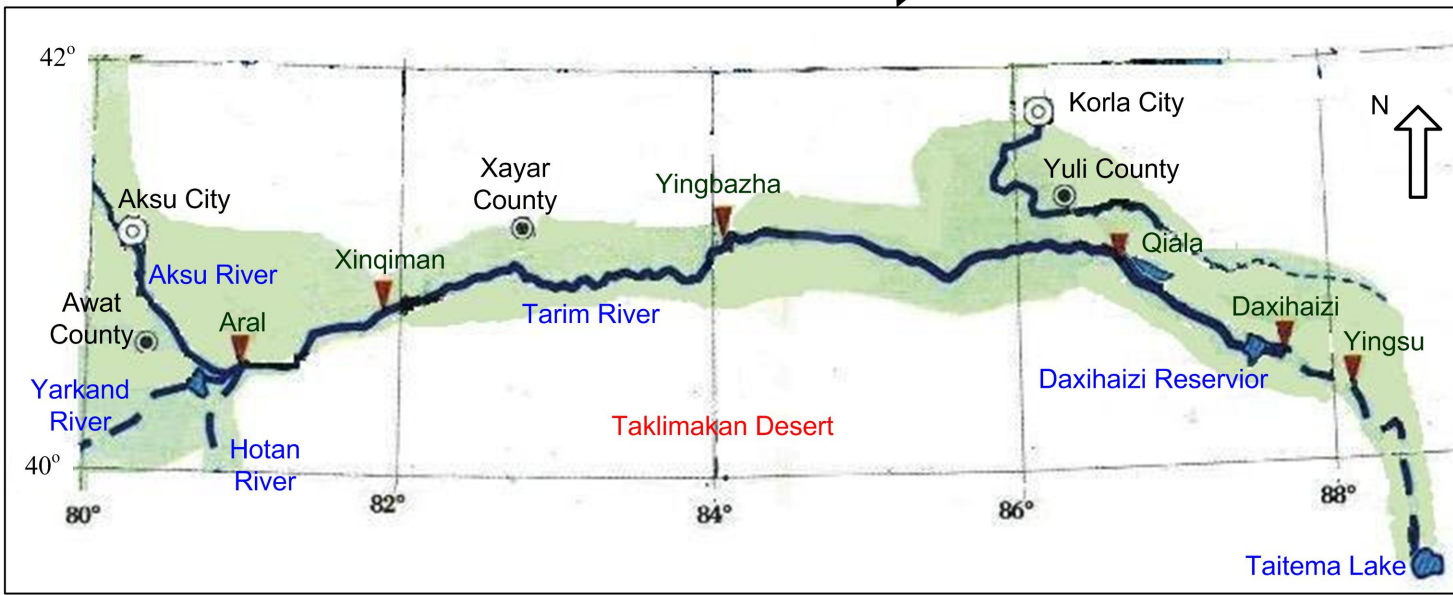 42°
Korla City
N
Xayar
County
Yuli County
Yingbazha
Aksu City
Qiala
Xinqiman
Aksu River
Awat
County
Aral
Tarim River
Daxihaizi
Yingsu
Yarkand
River
Daxihaizi Reservior
Taklimakan Desert
Hotan
River
40°
80°
82°
84°
86°
88°
Taitema Lake